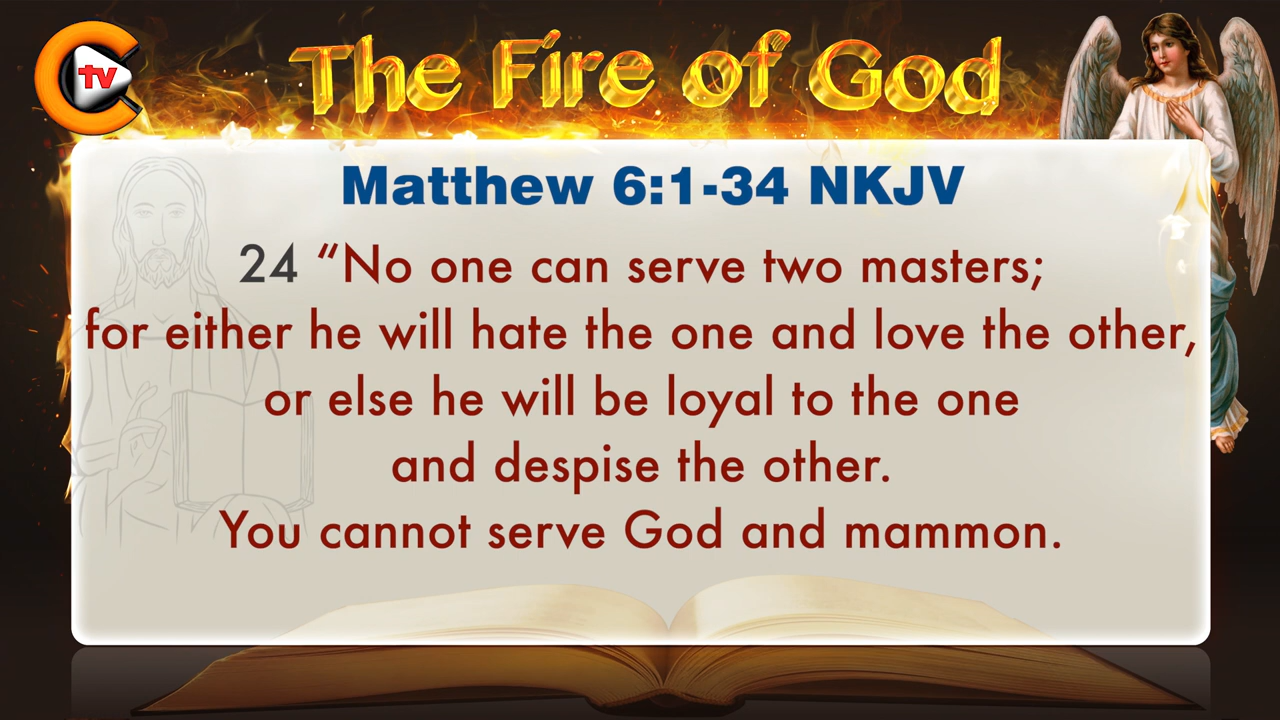 tv
The Fire of God
Matthew 6:1-34 NKJV
24 “No one can serve two masters;
for either he will hate the one and love the other,
or else he will be loyal to the one
and despise the other.
You cannot serve God and mammon.